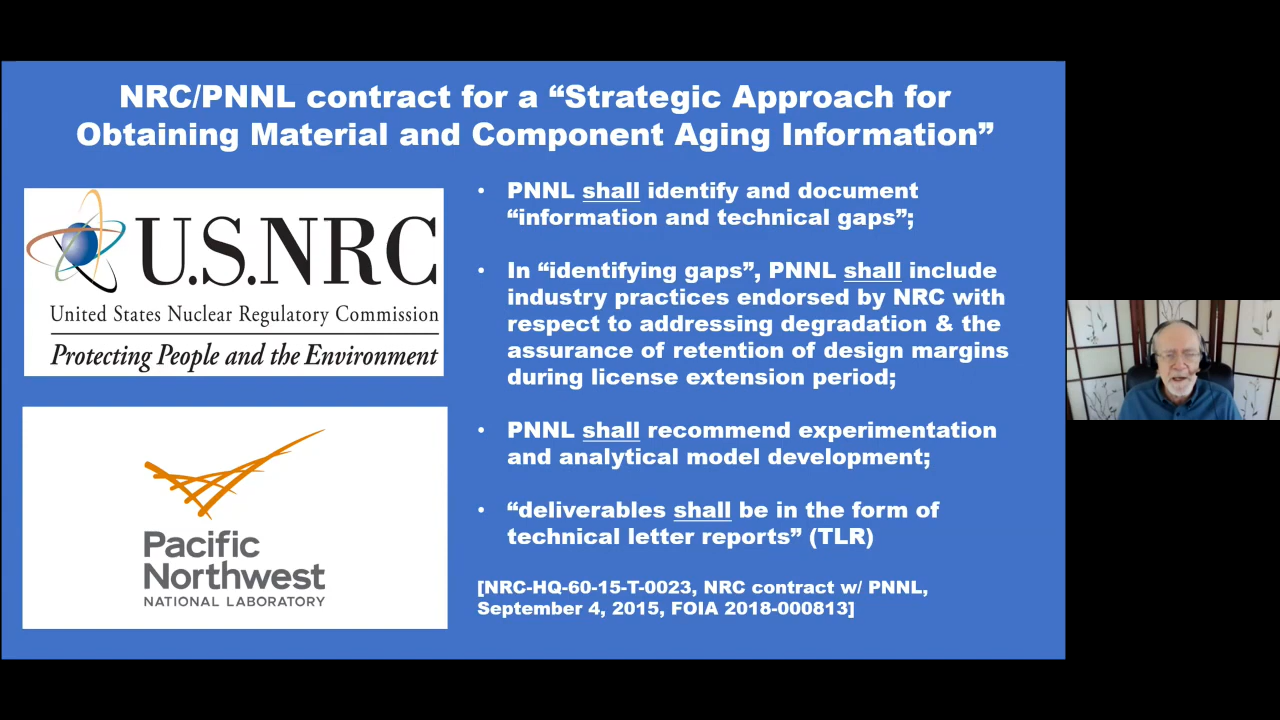 NRC/PNNL contract for a “Strategic Approach for
Obtaining Material and Component Aging Information”
U.S.NRC
United States Nuclear Regulatory Commission
Protecting People and the Environment
Pacific
Northwest
NATIONAL LABORATORY
• PNNL shall identify and document
“information and technical gaps”;
• In “identifying gaps”, PNNL shall include
industry practices endorsed by NRC with
respect to addressing degradation & the
assurance of retention of design margins
during license extension period;
• PNNL shall recommend experimentation
and analytical model development;
• “deliverables shall be in the form of
technical letter reports” (TLR)
[NRC-HQ-60-15-T-0023, NRC contract w/ PNNL,
September 4, 2015, FOIA 2018-000813]